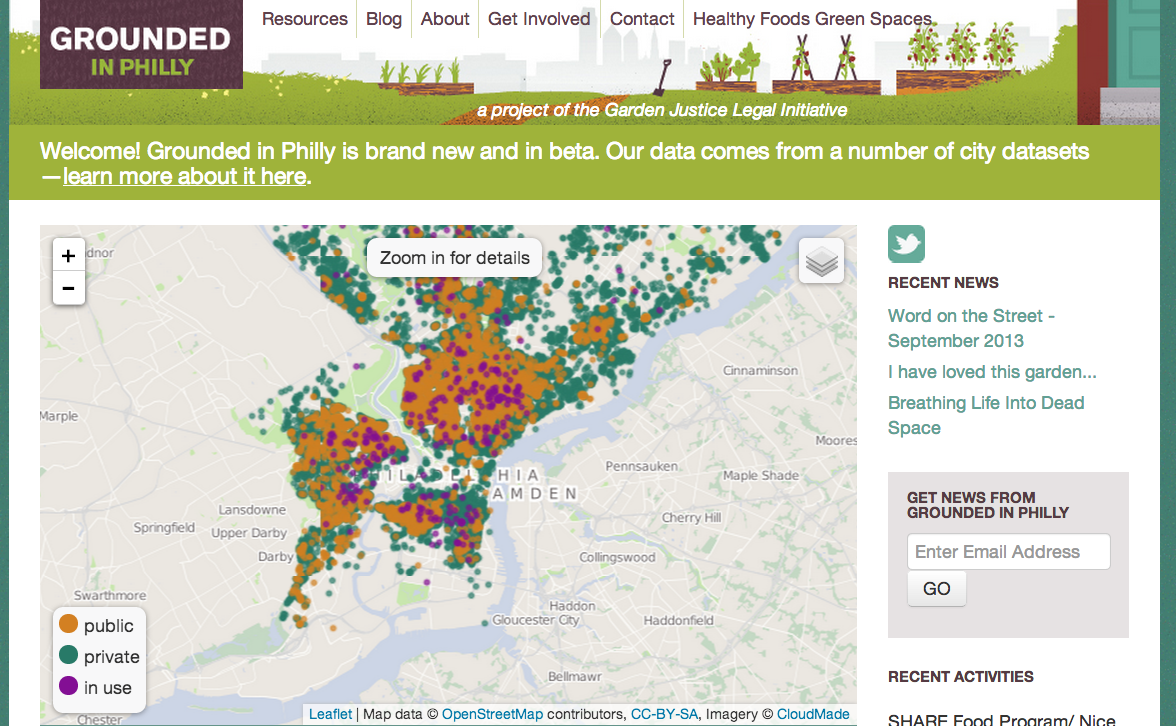 GROUNDED
IN PHILLY
Resources
Blog
About
Get Involved
Contact
Healthy Foods Green Spaces
a project of the Garden Justice Legal Initiative
Welcome! Grounded in Philly is brand new and in beta. Our data comes from a number of city datasets
—learn more about it here.
+
-
Zoom in for details
dnor
Marple
Cinnaminson
Moores
Pennsauken
Maple Shade
AMDEN
Lansdowne
Springfield
Upper Darby
Darby
Cherry Hill
Collingswood
Swarthmore
Haddon
Gloucester City
Haddonfield
Bellmawr
Chester
public
private
in use
Leaflet | Map data © OpenStreetMap contributors, CC-BY-SA, Imagery © CloudMade
RECENT NEWS
Word on the Street -
September 2013
I have loved this garden...
Breathing Life Into Dead
Space
GET NEWS FROM
GROUNDED IN PHILLY
Enter Email Address
GO
RECENT ACTIVITIES
SHARE Food Program/ Nice